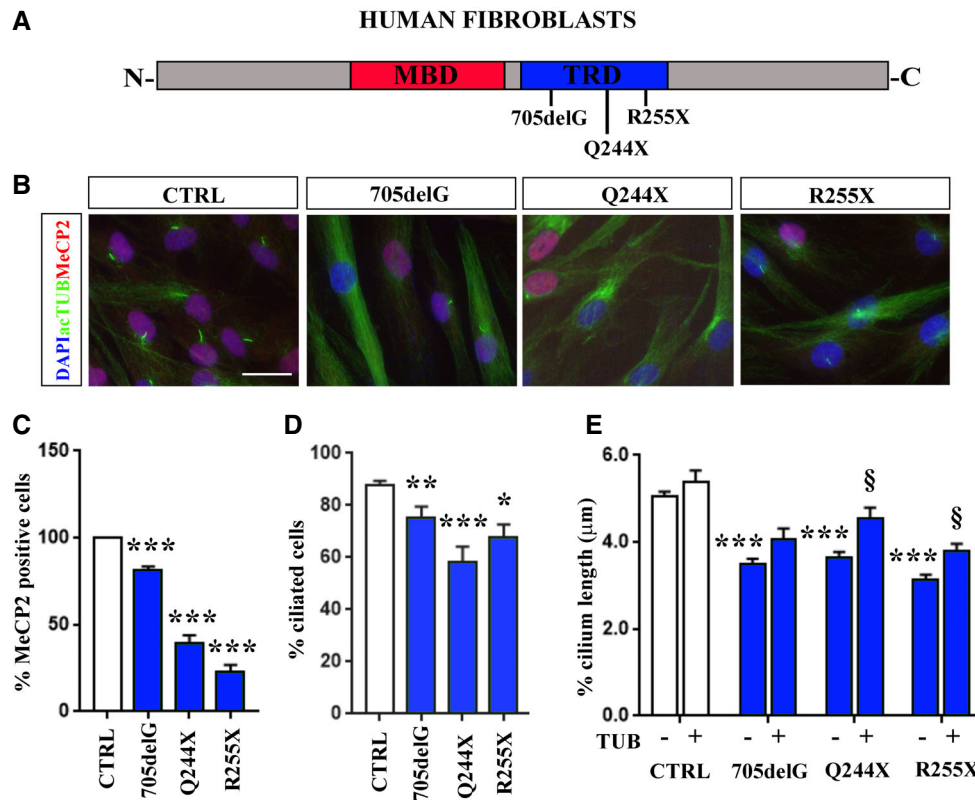 A
HUMAN FIBROBLASTS
N-
MBD
TRD
-C
705delG
R255X
Q244X
B
CTRL
705delG
Q244X
R255X
DAPIacTUBMeCP2
C
% MeCP2 positive cells
150
100
50
0
***
***
***
CTRL
705delG
Q244X
R255X
D
% ciliated cells
100
80
60
40
20
0
**
***
*
CTRL
705delG
Q244X
R255X
E
% cilium length (µm)
6.0
4.0
2.0
0.0
***
***
§
***
§
TUB - + - + - + - +
CTRL 705delG Q244X R255X